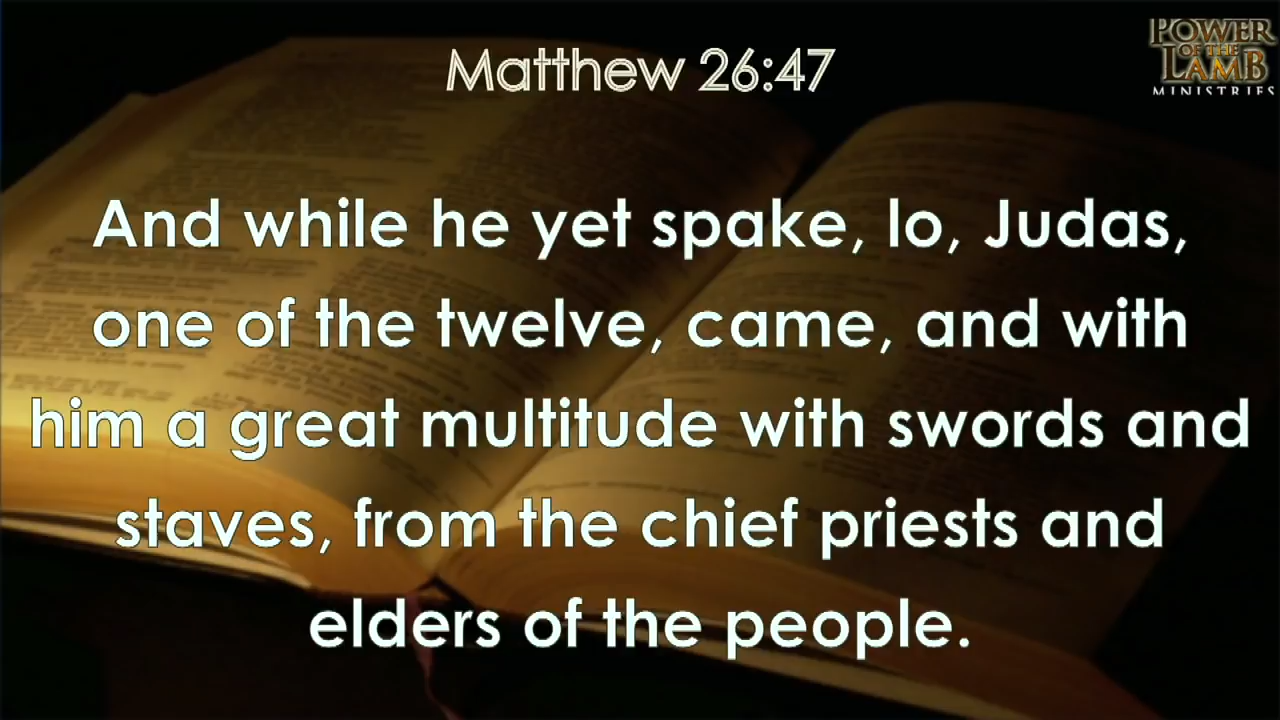 Matthew 26:47
POWER
OF THE
LAMB
MINISTRIES
And while he yet spake, lo, Judas,
one of the twelve, came, and with
him a great multitude with swords and
staves, from the chief priests and
elders of the people.